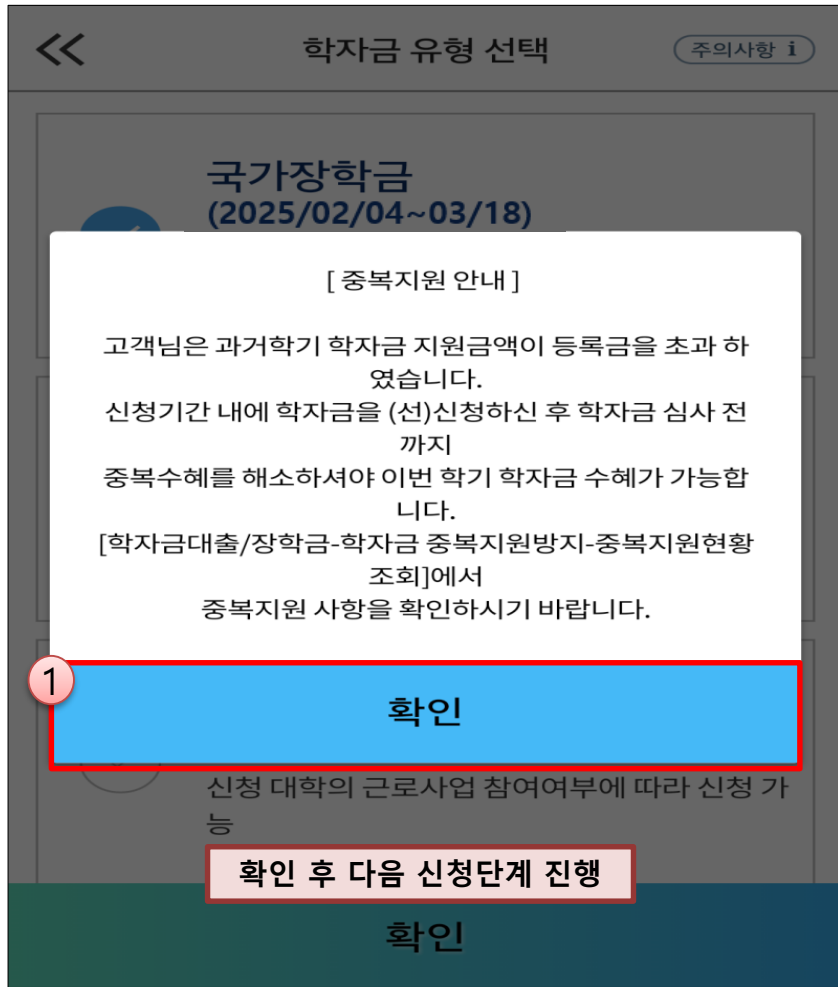 <<
학자금 유형 선택
주의사항 i
국가장학금
(2025/02/04~03/18)
[ 중복지원 안내 ]
고객님은 과거학기 학자금 지원금액이 등록금을 초과 하
였습니다.
신청기간 내에 학자금을 (선)신청하신 후 학자금 심사 전
까지
중복수혜를 해소하셔야 이번 학기 학자금 수혜가 가능합
니다.
[학자금대출/장학금-학자금 중복지원방지-중복지원현황
조회]에서
중복지원 사항을 확인하시기 바랍니다.
1
확인
신청 대학의 근로사업 참여여부에 따라 신청 가
능
확인 후 다음 신청단계 진행
확인